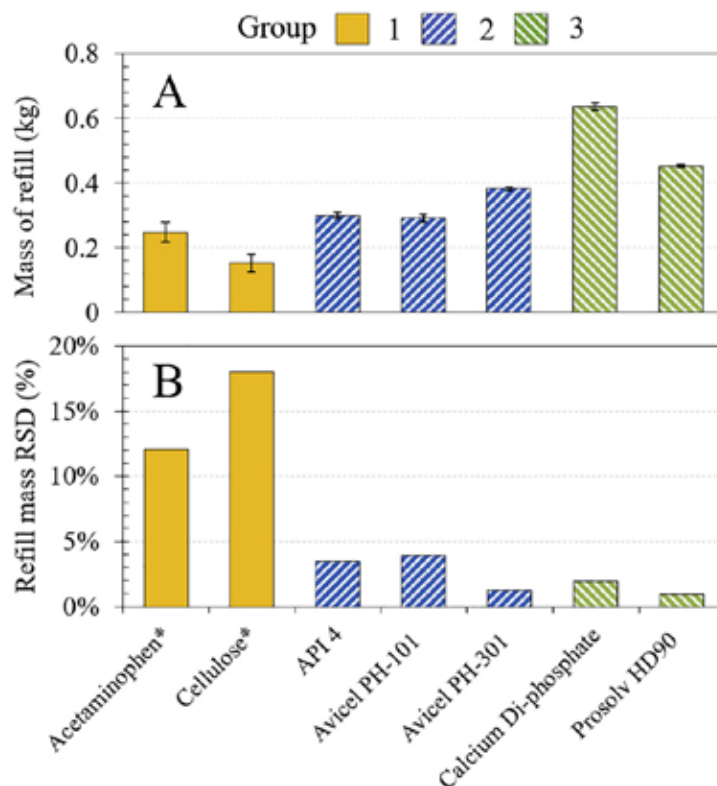 Group 1 2 3
A
Mass of refill (kg)
0.8
0.6
0.4
0.2
0
B
Refill mass RSD (%)
20%
15%
10%
5%
0%
Acetaminophen*
Cellulose*
API 4
Avicel PH-101
Avicel PH-301
Calcium Di-phosphate
Prosolv HD90